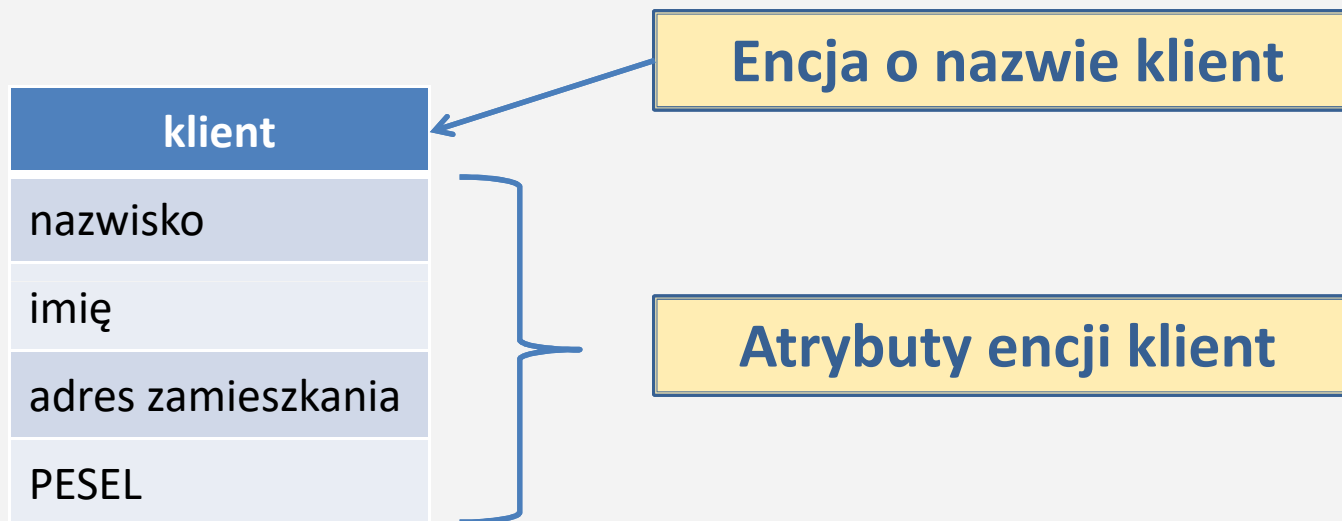 Encja o nazwie klient
klient
nazwisko
imię
Atrybuty encji klient
adres zamieszkania
PESEL